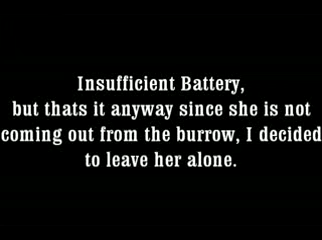 Insufficient Battery,
but thats it anyway since she is not
coming out from the burrow, I decided
to leave her alone.